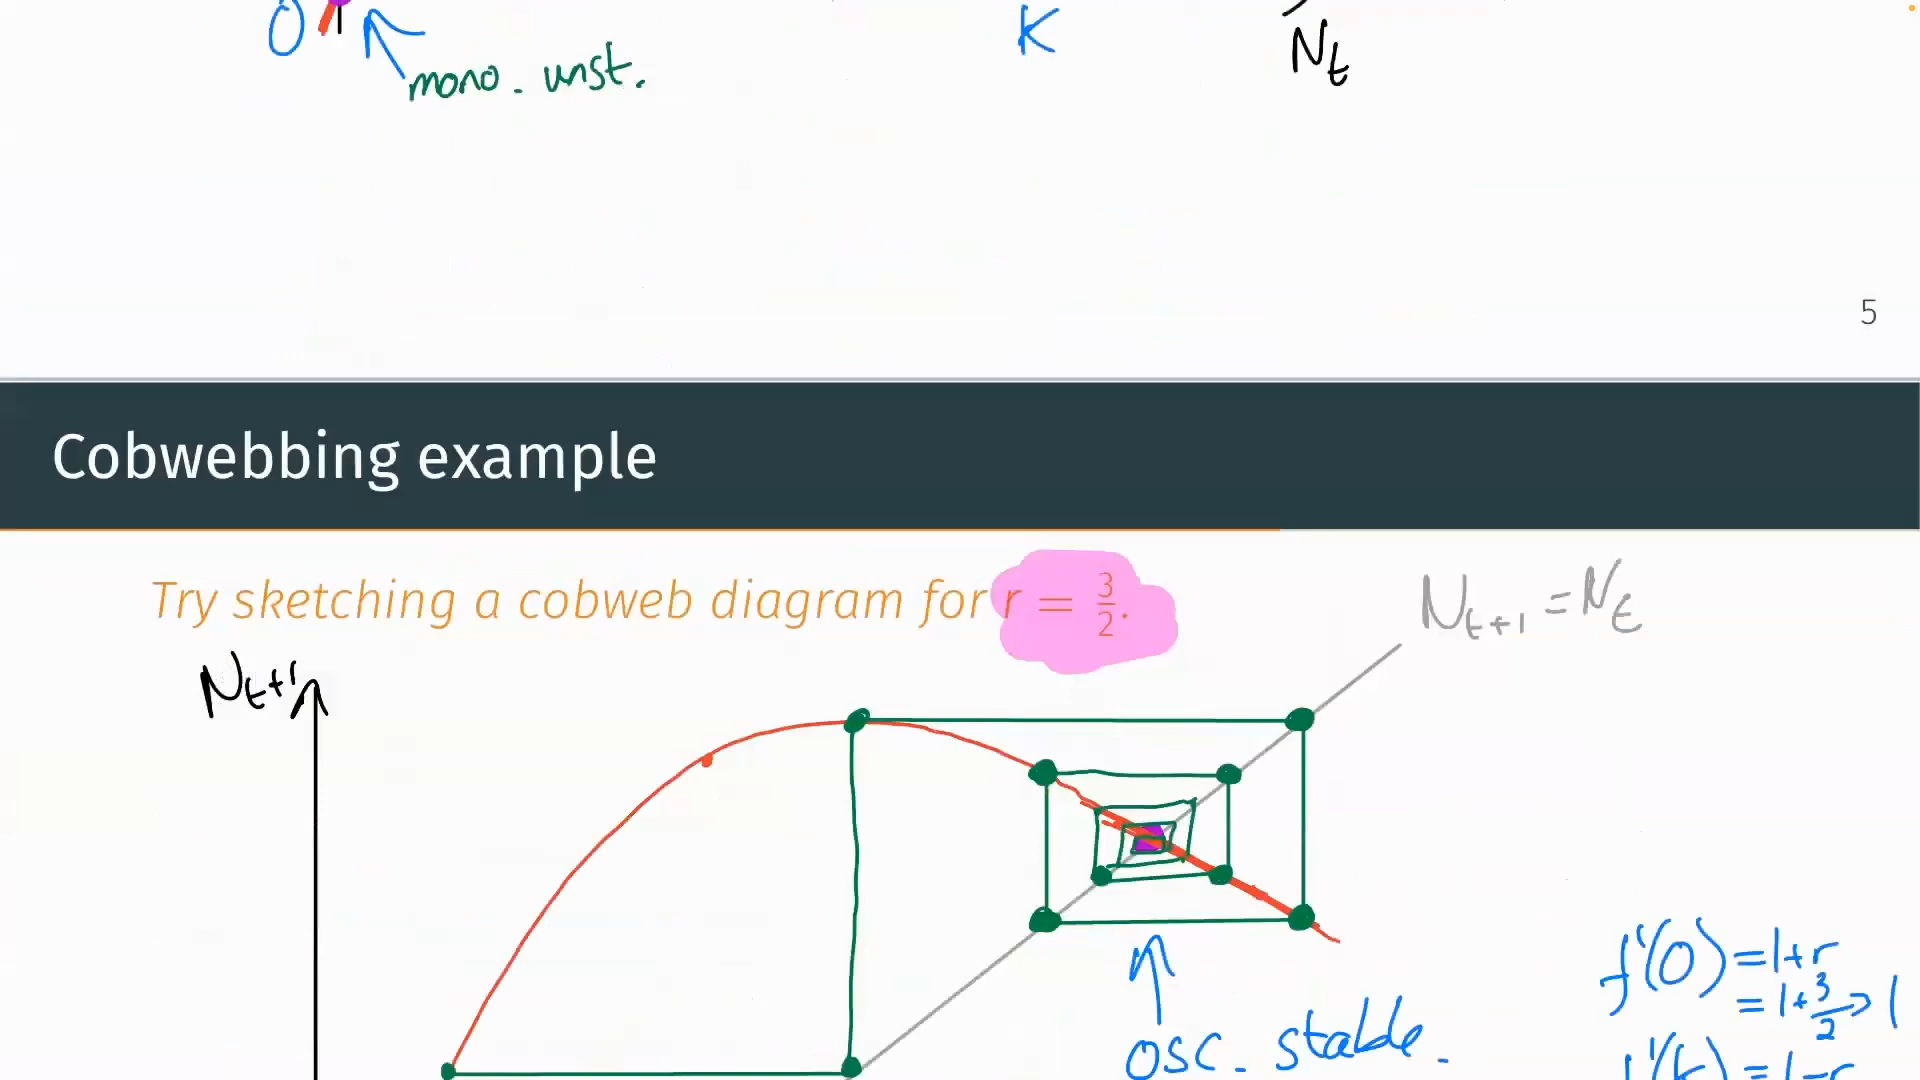 0
K
N_t
mono. unst.
5
Cobwebbing example
Try sketching a cobweb diagram for r = 3/2.
N_{t+1} = N_t
N_{t+1}
f'(0) = 1+r
= 1 + 3/2 > 1
osc. stable.
f'(K) = 1-r